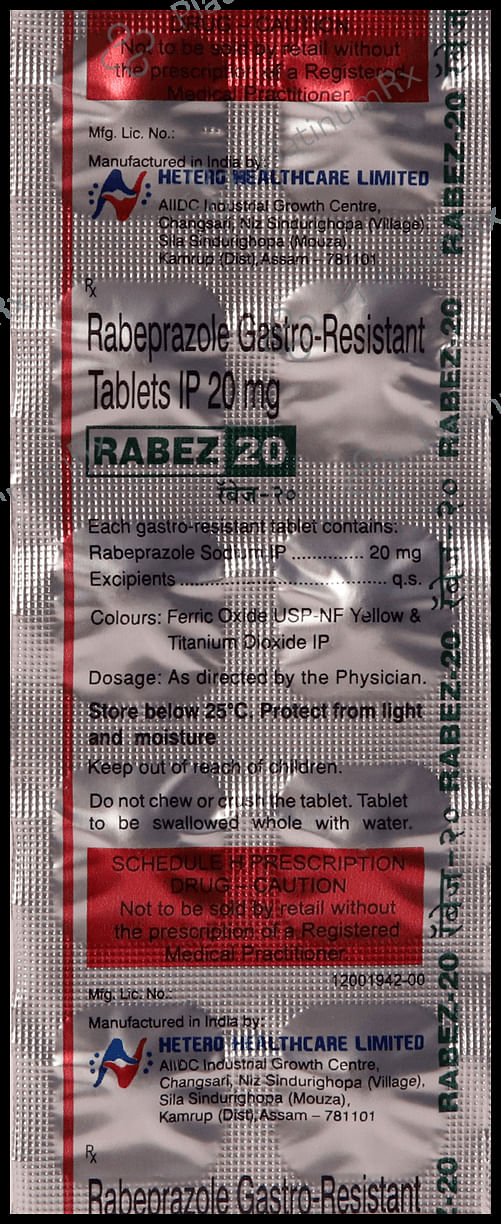 DRUG – CAUTION
Not to be sold by retail without
the prescription of a Registered
Medical Practitioner
Mfg. Lic. No.:
Manufactured in India by:
HETERO HEALTHCARE LIMITED
AIIDC Industrial Growth Centre,
Changsari, Niz Sindurighopa (Village),
Sila Sindurighopa (Mouza),
Kamrup (Dist), Assam – 781101
Rx
Rabeprazole Gastro-Resistant
Tablets IP 20 mg
RABEZ 20
रॅबेज़-२०
Each gastro-resistant tablet contains:
Rabeprazole Sodium IP .............. 20 mg
Excipients ........................................ q.s.
Colours: Ferric Oxide USP-NF Yellow &
Titanium Dioxide IP
Dosage: As directed by the Physician.
Store below 25°C. Protect from light
and moisture
Keep out of reach of children.
Do not chew or crush the tablet. Tablet
to be swallowed whole with water.
SCHEDULE H PRESCRIPTION
DRUG – CAUTION
Not to be sold by retail without
the prescription of a Registered
Medical Practitioner
12001942-00
Mfg. Lic. No.:
Manufactured in India by:
HETERO HEALTHCARE LIMITED
AIIDC Industrial Growth Centre,
Changsari, Niz Sindurighopa (Village),
Sila Sindurighopa (Mouza),
Kamrup (Dist), Assam – 781101
Rx
Rabeprazole Gastro-Resistant
RABEZ-20
RABEZ-20
रॅबेज़-२०
RABEZ-20
रॅबेज़-२०
RABEZ-20
-20
PlatinumRx